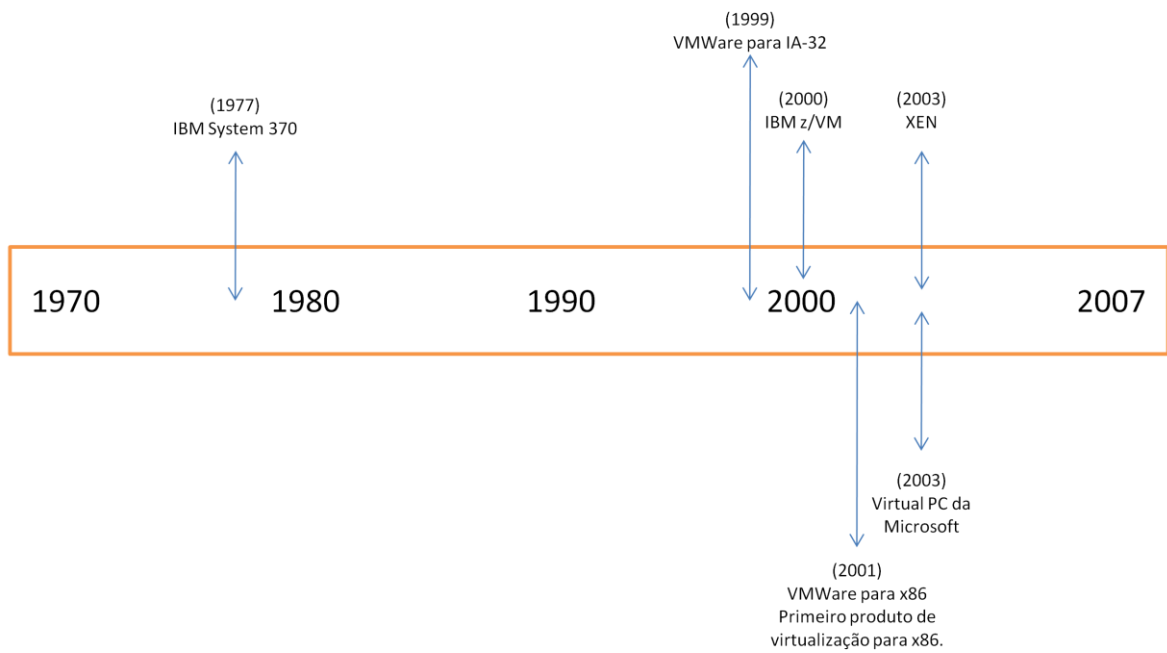 (1999)
VMWare para IA-32
(1977)
IBM System 370
(2000)
IBM z/VM
(2003)
XEN
1970
1980
1990
2000
2007
(2003)
Virtual PC da
Microsoft
(2001)
VMWare para x86
Primeiro produto de
virtualização para x86.